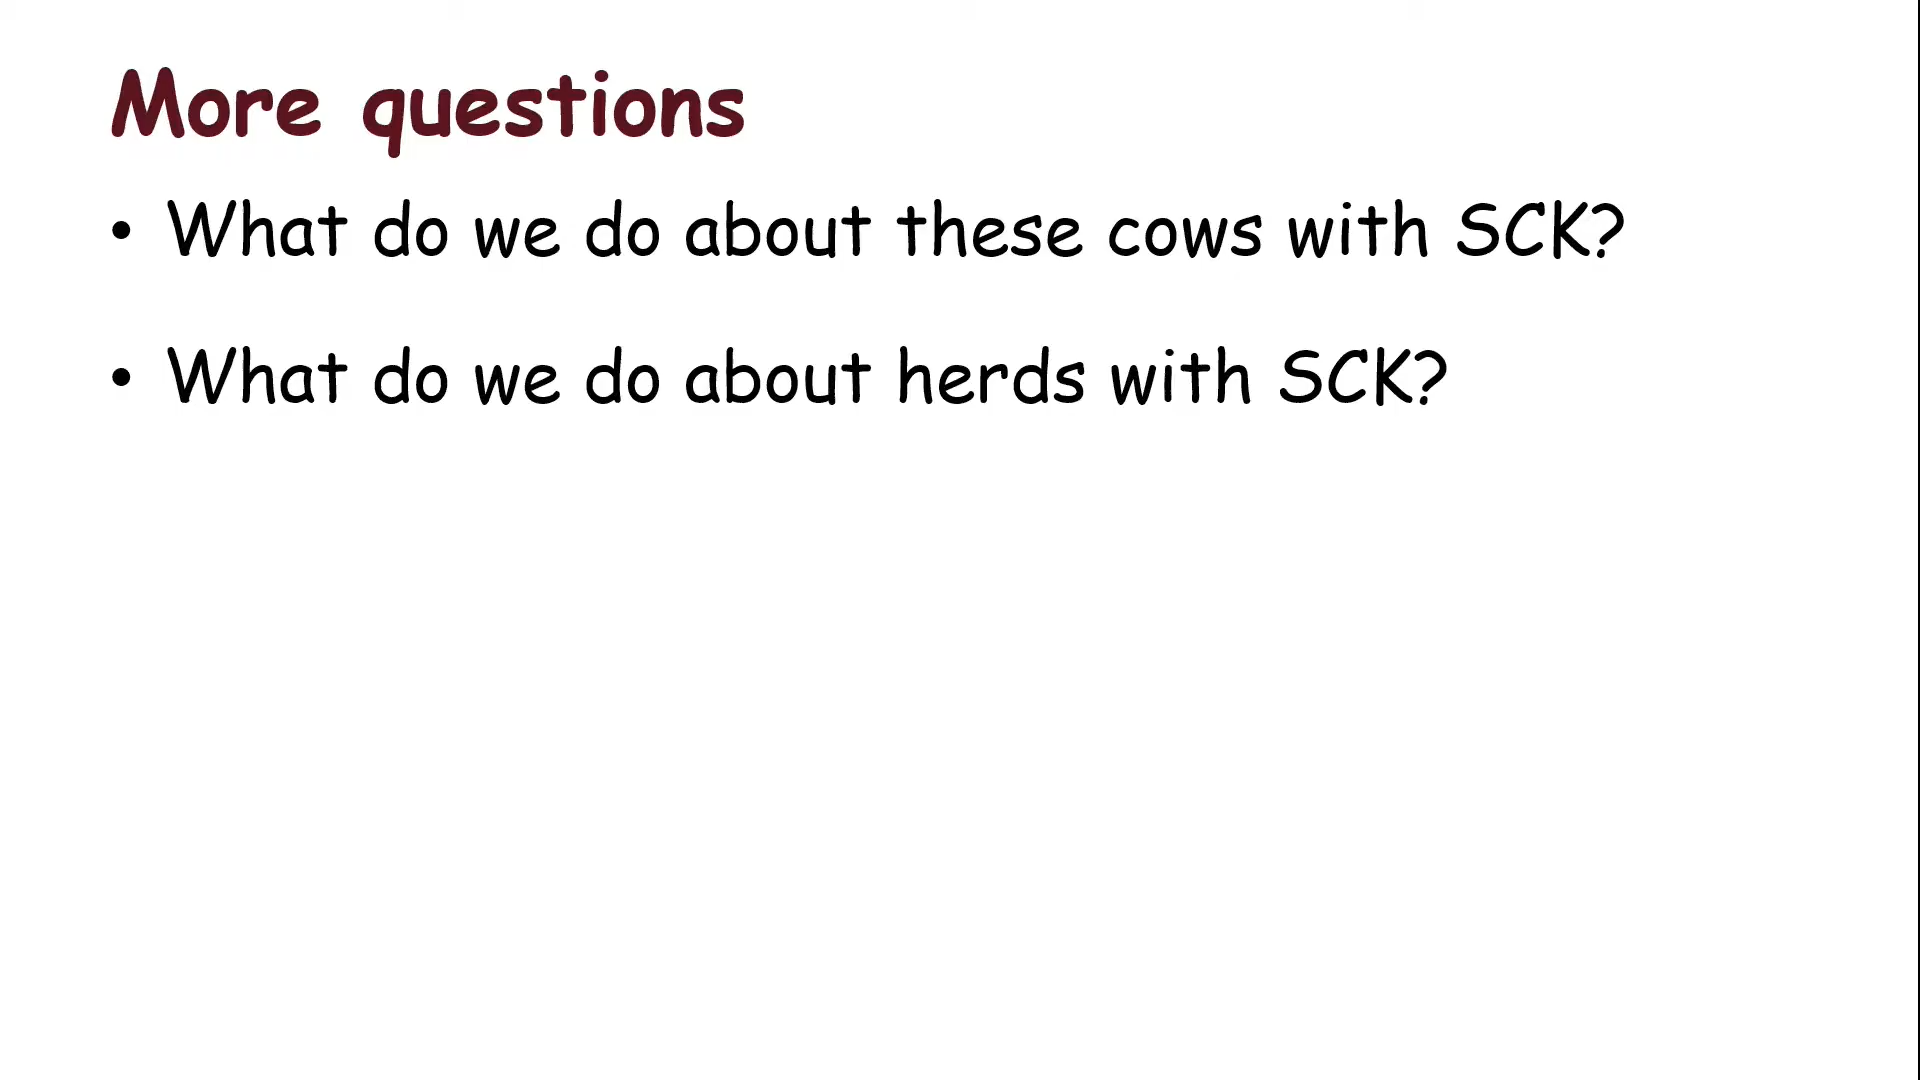 More questions
• What do we do about these cows with SCK?
• What do we do about herds with SCK?